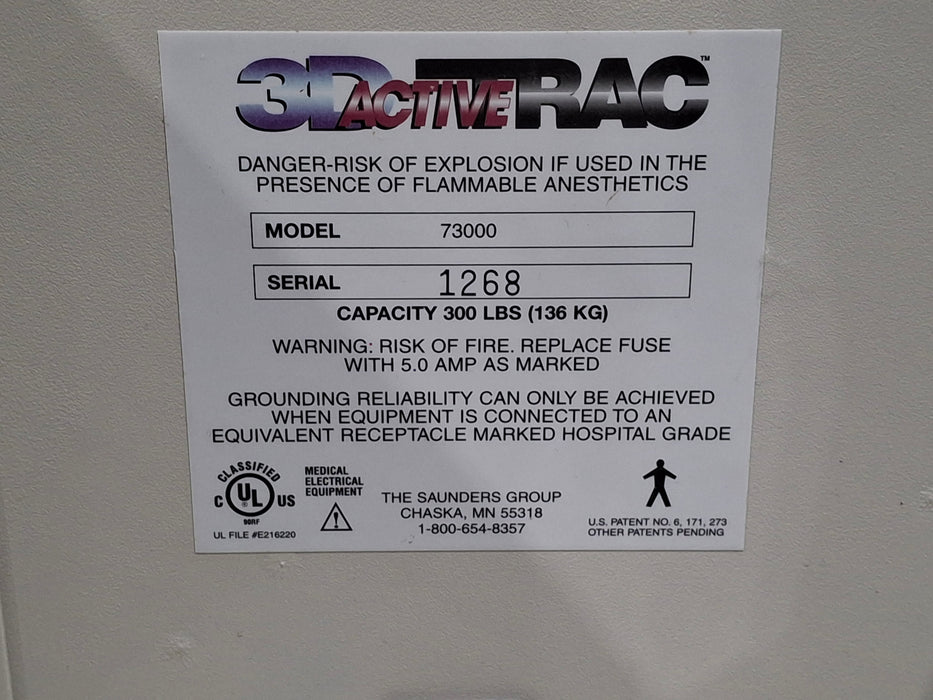 3D ACTIVE TRAC™
DANGER-RISK OF EXPLOSION IF USED IN THE
PRESENCE OF FLAMMABLE ANESTHETICS
MODEL 73000
SERIAL 1268
CAPACITY 300 LBS (136 KG)
WARNING: RISK OF FIRE. REPLACE FUSE
WITH 5.0 AMP AS MARKED
GROUNDING RELIABILITY CAN ONLY BE ACHIEVED
WHEN EQUIPMENT IS CONNECTED TO AN
EQUIVALENT RECEPTACLE MARKED HOSPITAL GRADE
CLASSIFIED
C UL® US
90RF
UL FILE #E216220
MEDICAL
ELECTRICAL
EQUIPMENT
THE SAUNDERS GROUP
CHASKA, MN 55318
1-800-654-8357
U.S. PATENT NO. 6, 171, 273
OTHER PATENTS PENDING